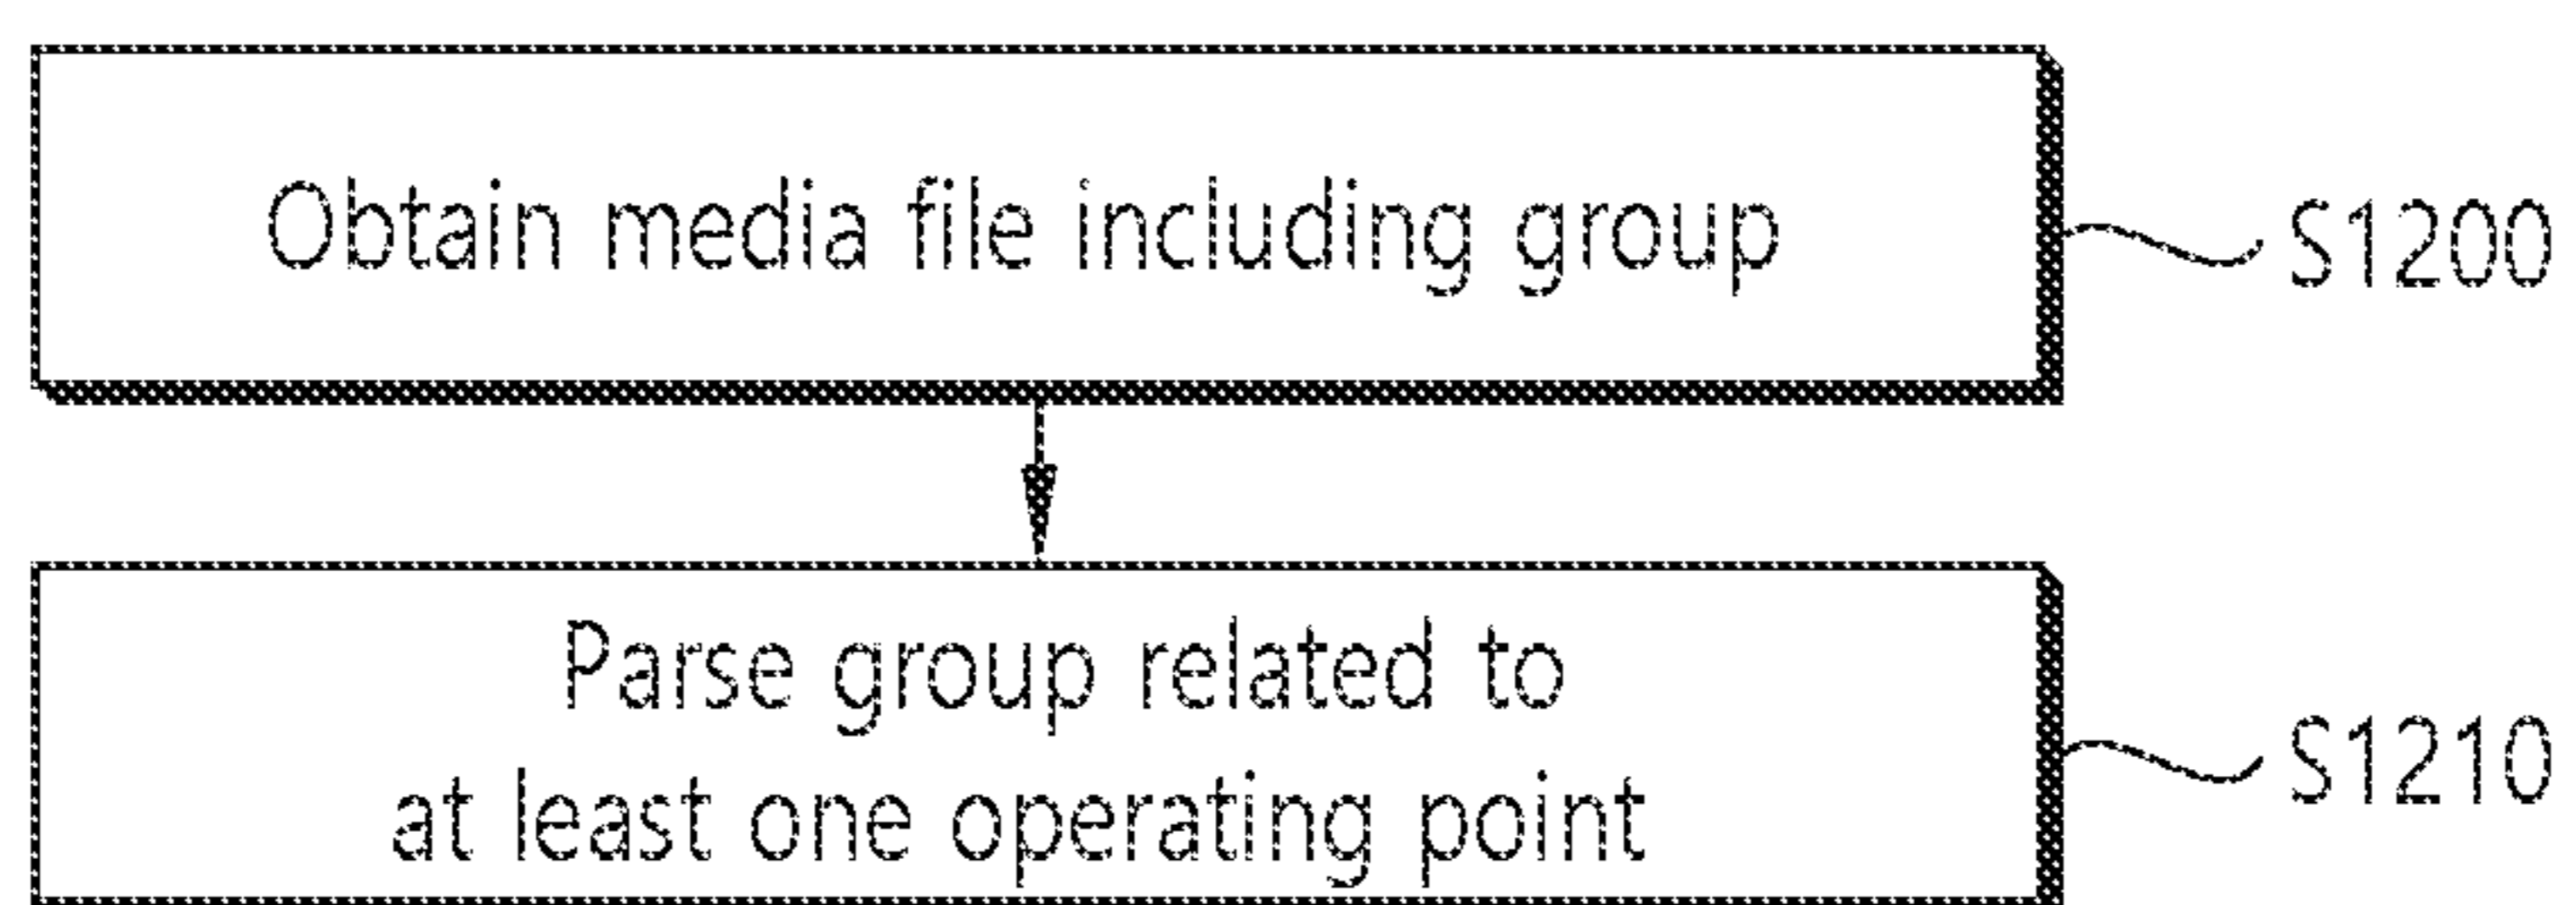 Obtain media file including group
S1200
Parse group related to
at least one operating point
S1210